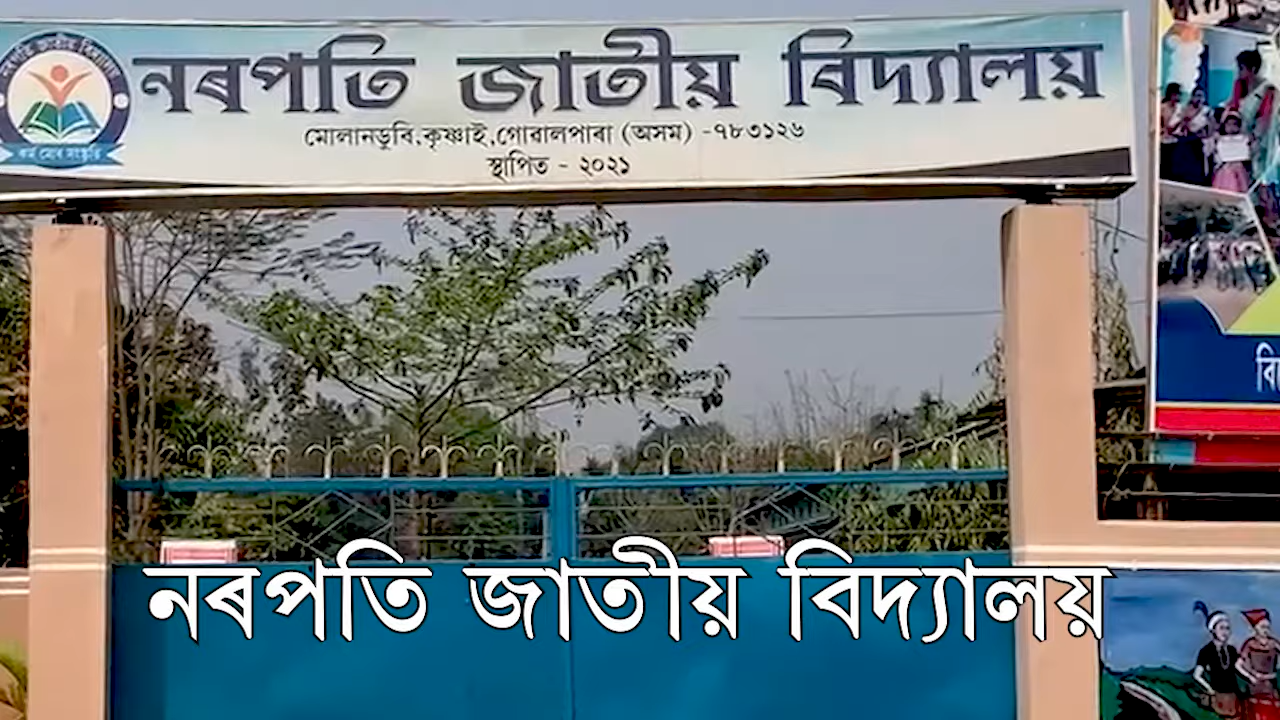 নৰপতি জাতীয় বিদ্যালয়
মোলানডুবি,কৃষ্ণাই,গোৱালপাৰা (অসম) -৭৮৩১২৬
স্থাপিত - ২০২১
নৰপতি জাতীয় বিদ্যালয়